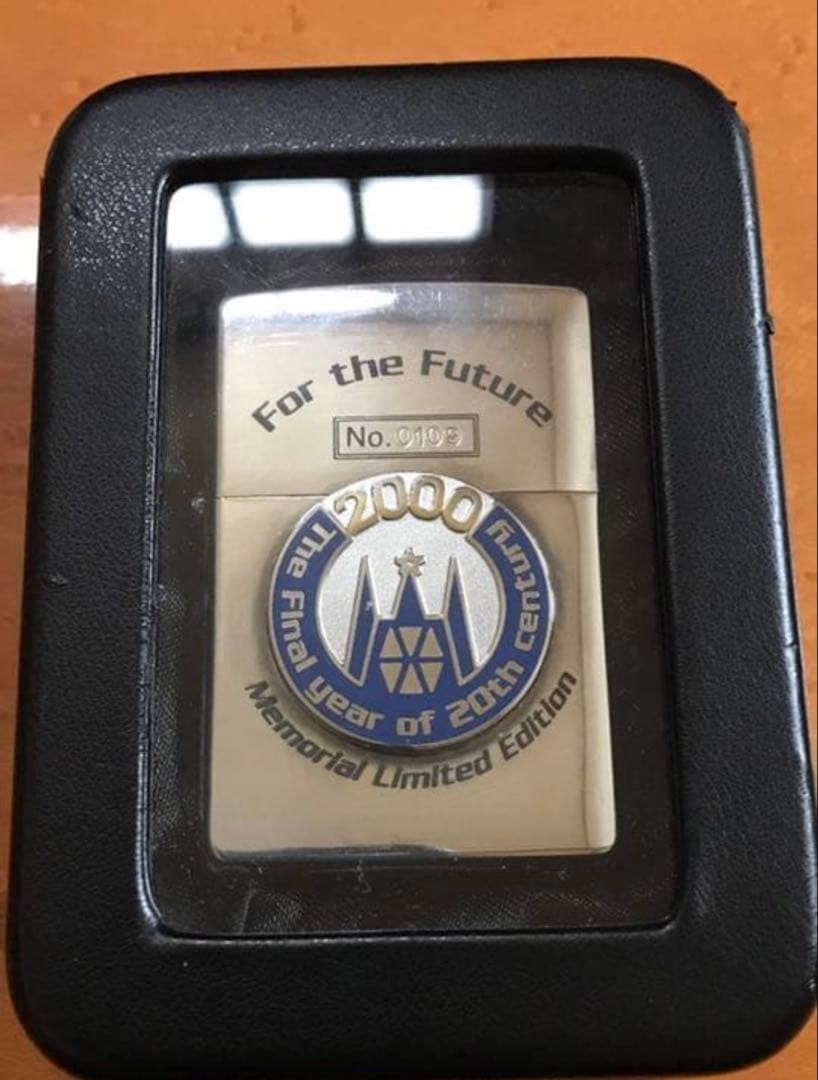 For the Future
No. 0109
2000
The Final year of 20th century
Memorial Limited Edition